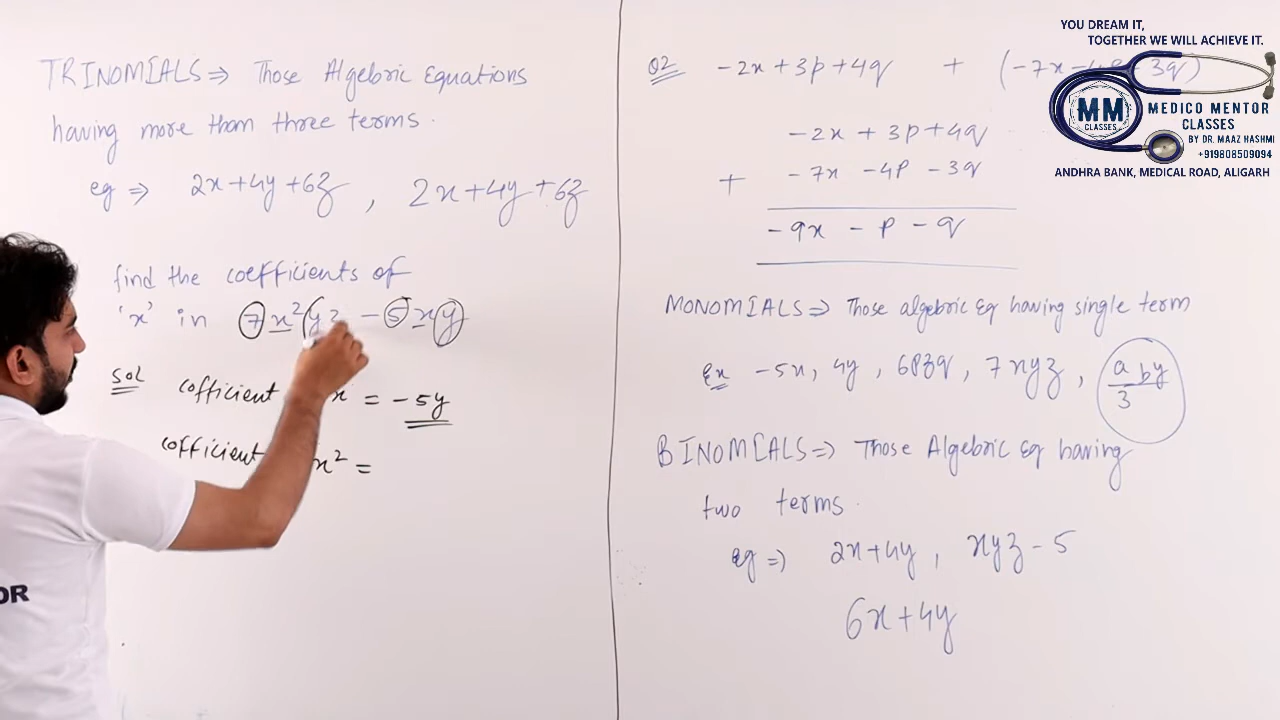 TRINOMIALS => Those Algebric Equations
having more than three terms.
eg => 2x+4y+6z , 2x+4y+6z
find the coefficients of
'x' in 7x²yz - 5xy
Sol cofficient x = -5y
cofficient x² =
Q2 -2x+3p+4q + (-7x-4p-3q)
-2x + 3p+4q
+ -7x -4p -3q
-9x - p - q
MONOMIALS => Those algebric Eq having single term
Ex -5x, 4y, 6p3q, 7xyz, a/3 by
BINOMIALS => Those Algebric Eq having
two terms.
eg => 2x+4y , xyz - 5
6x+4y
YOU DREAM IT,
TOGETHER WE WILL ACHIEVE IT.
MM
CLASSES
MEDICO MENTOR
CLASSES
BY DR. MAAZ HASHMI
+919808509094
ANDHRA BANK, MEDICAL ROAD, ALIGARH
OR